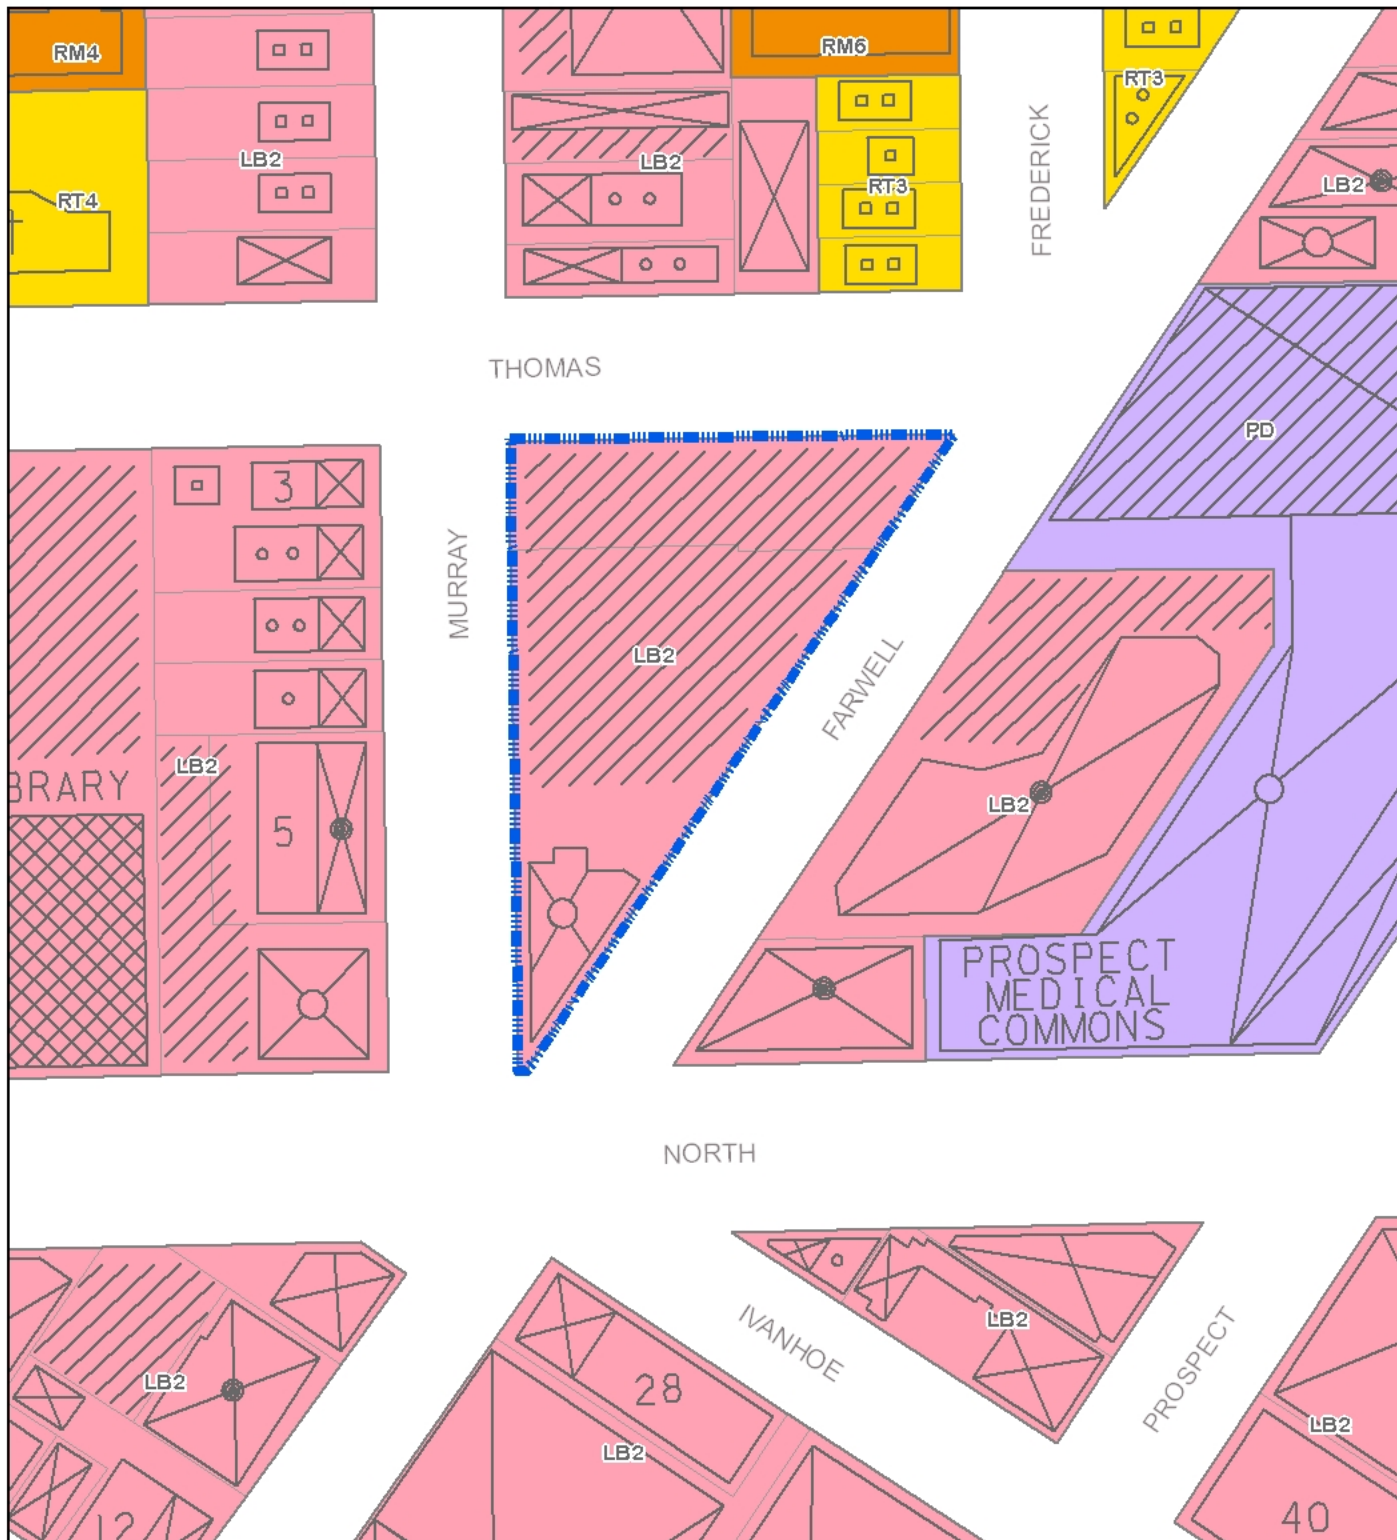 RM4
RM6
RT3
LB2
LB2
LB2
RT3
RT4
FREDERICK
THOMAS
PD
3
MURRAY
LB2
FARWELL
LB2
BRARY
LB2
5
PROSPECT
MEDICAL
COMMONS
NORTH
LB2
IVANHOE
PROSPECT
LB2
28
LB2
LB2
40
12